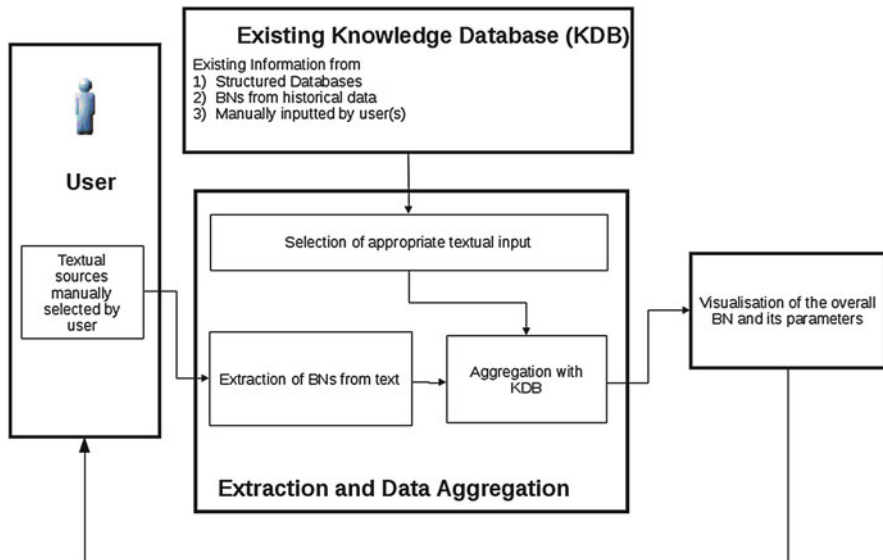 Existing Knowledge Database (KDB)
Existing Information from
1) Structured Databases
2) BNs from historical data
3) Manually inputted by user(s)
User
Textual
sources
manually
selected by
user
Selection of appropriate textual input
Extraction of BNs from text
Aggregation with
KDB
Extraction and Data Aggregation
Visualisation of the overall
BN and its parameters